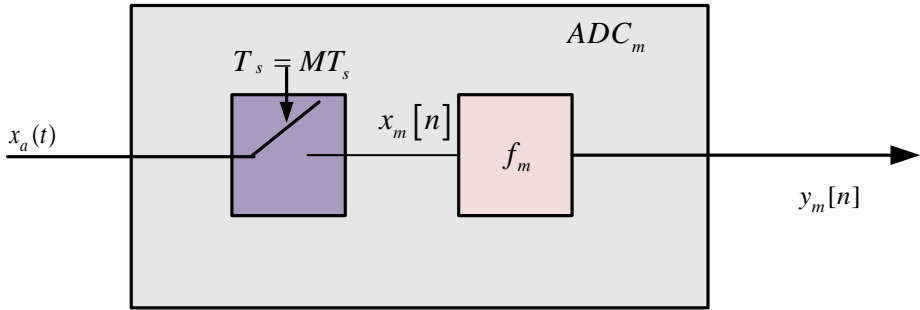 ADC_m
T_s = MT_s
x_a(t)
x_m[n]
f_m
y_m[n]